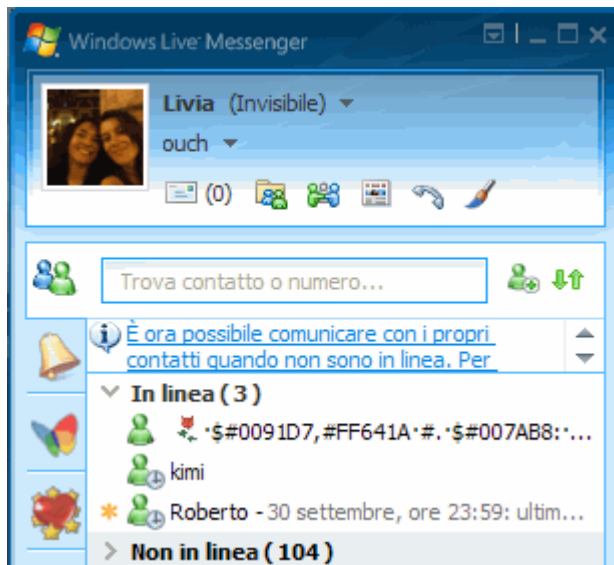 Windows Live Messenger
Livia (Invisibile)
ouch
(0)
Trova contatto o numero...
È ora possibile comunicare con i propri
contatti quando non sono in linea. Per
In linea ( 3 )
·$#0091D7,#FF641A·#.·$#007AB8:·...
kimi
Roberto - 30 settembre, ore 23:59: ultim...
Non in linea ( 104 )